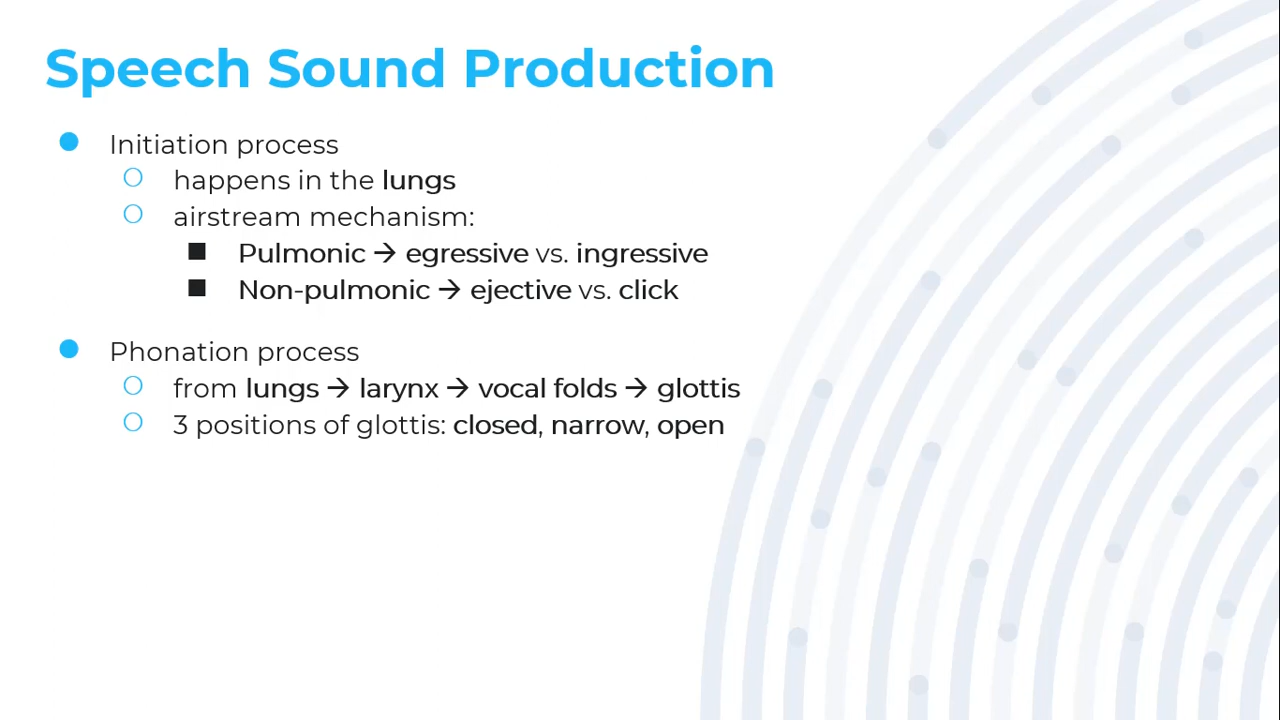 Speech Sound Production
Initiation process
happens in the lungs
airstream mechanism:
Pulmonic → egressive vs. ingressive
Non-pulmonic → ejective vs. click
Phonation process
from lungs → larynx → vocal folds → glottis
3 positions of glottis: closed, narrow, open